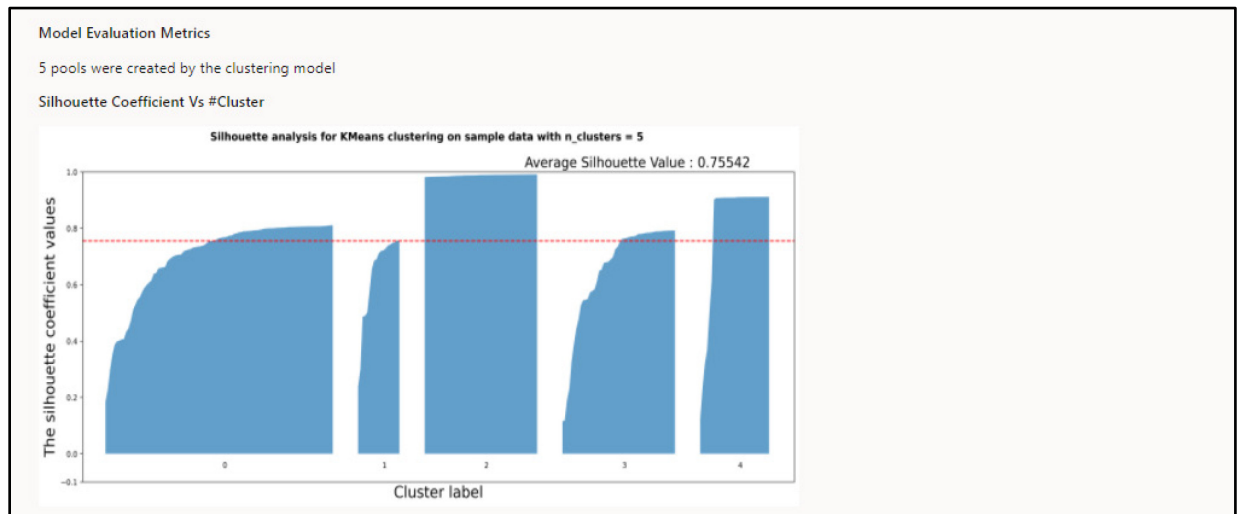 Model Evaluation Metrics
5 pools were created by the clustering model
Silhouette Coefficient Vs #Cluster
Silhouette analysis for KMeans clustering on sample data with n_clusters = 5
Average Silhouette Value : 0.75542
The silhouette coefficient values
1.0
0.8
0.6
0.4
0.2
0.0
−0.1
0 1 2 3 4
Cluster label